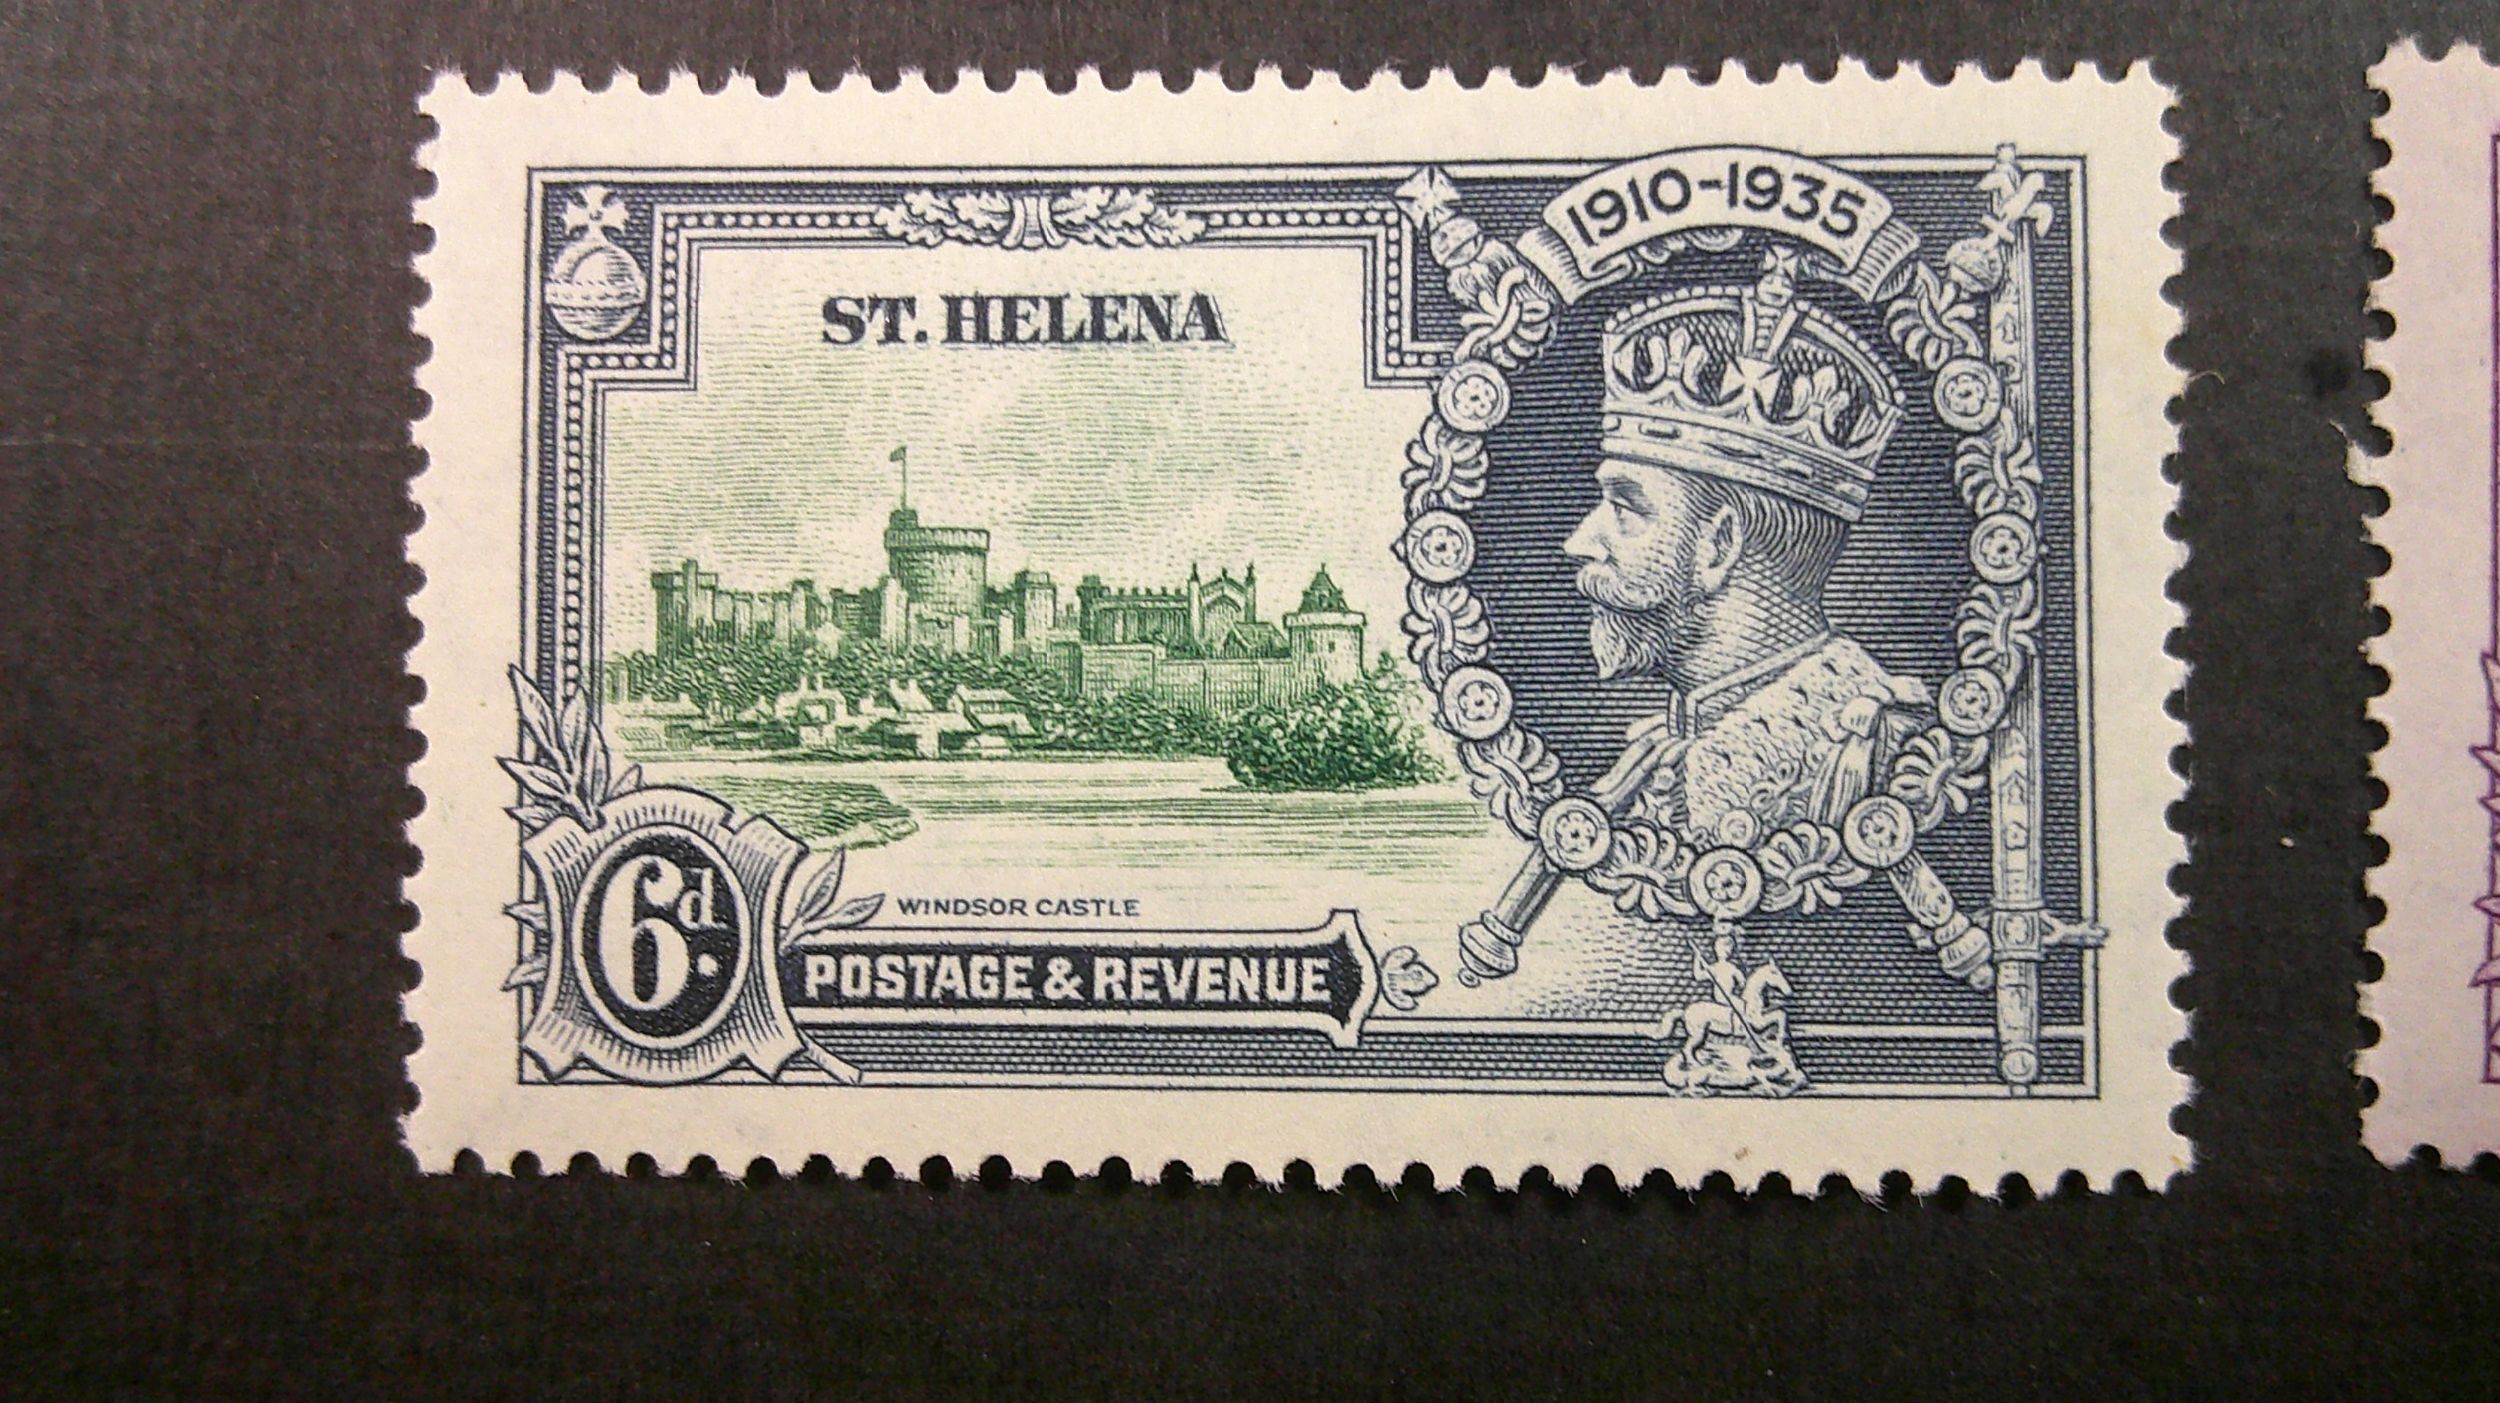 1910-1935
ST. HELENA
WINDSOR CASTLE
6d.
POSTAGE & REVENUE